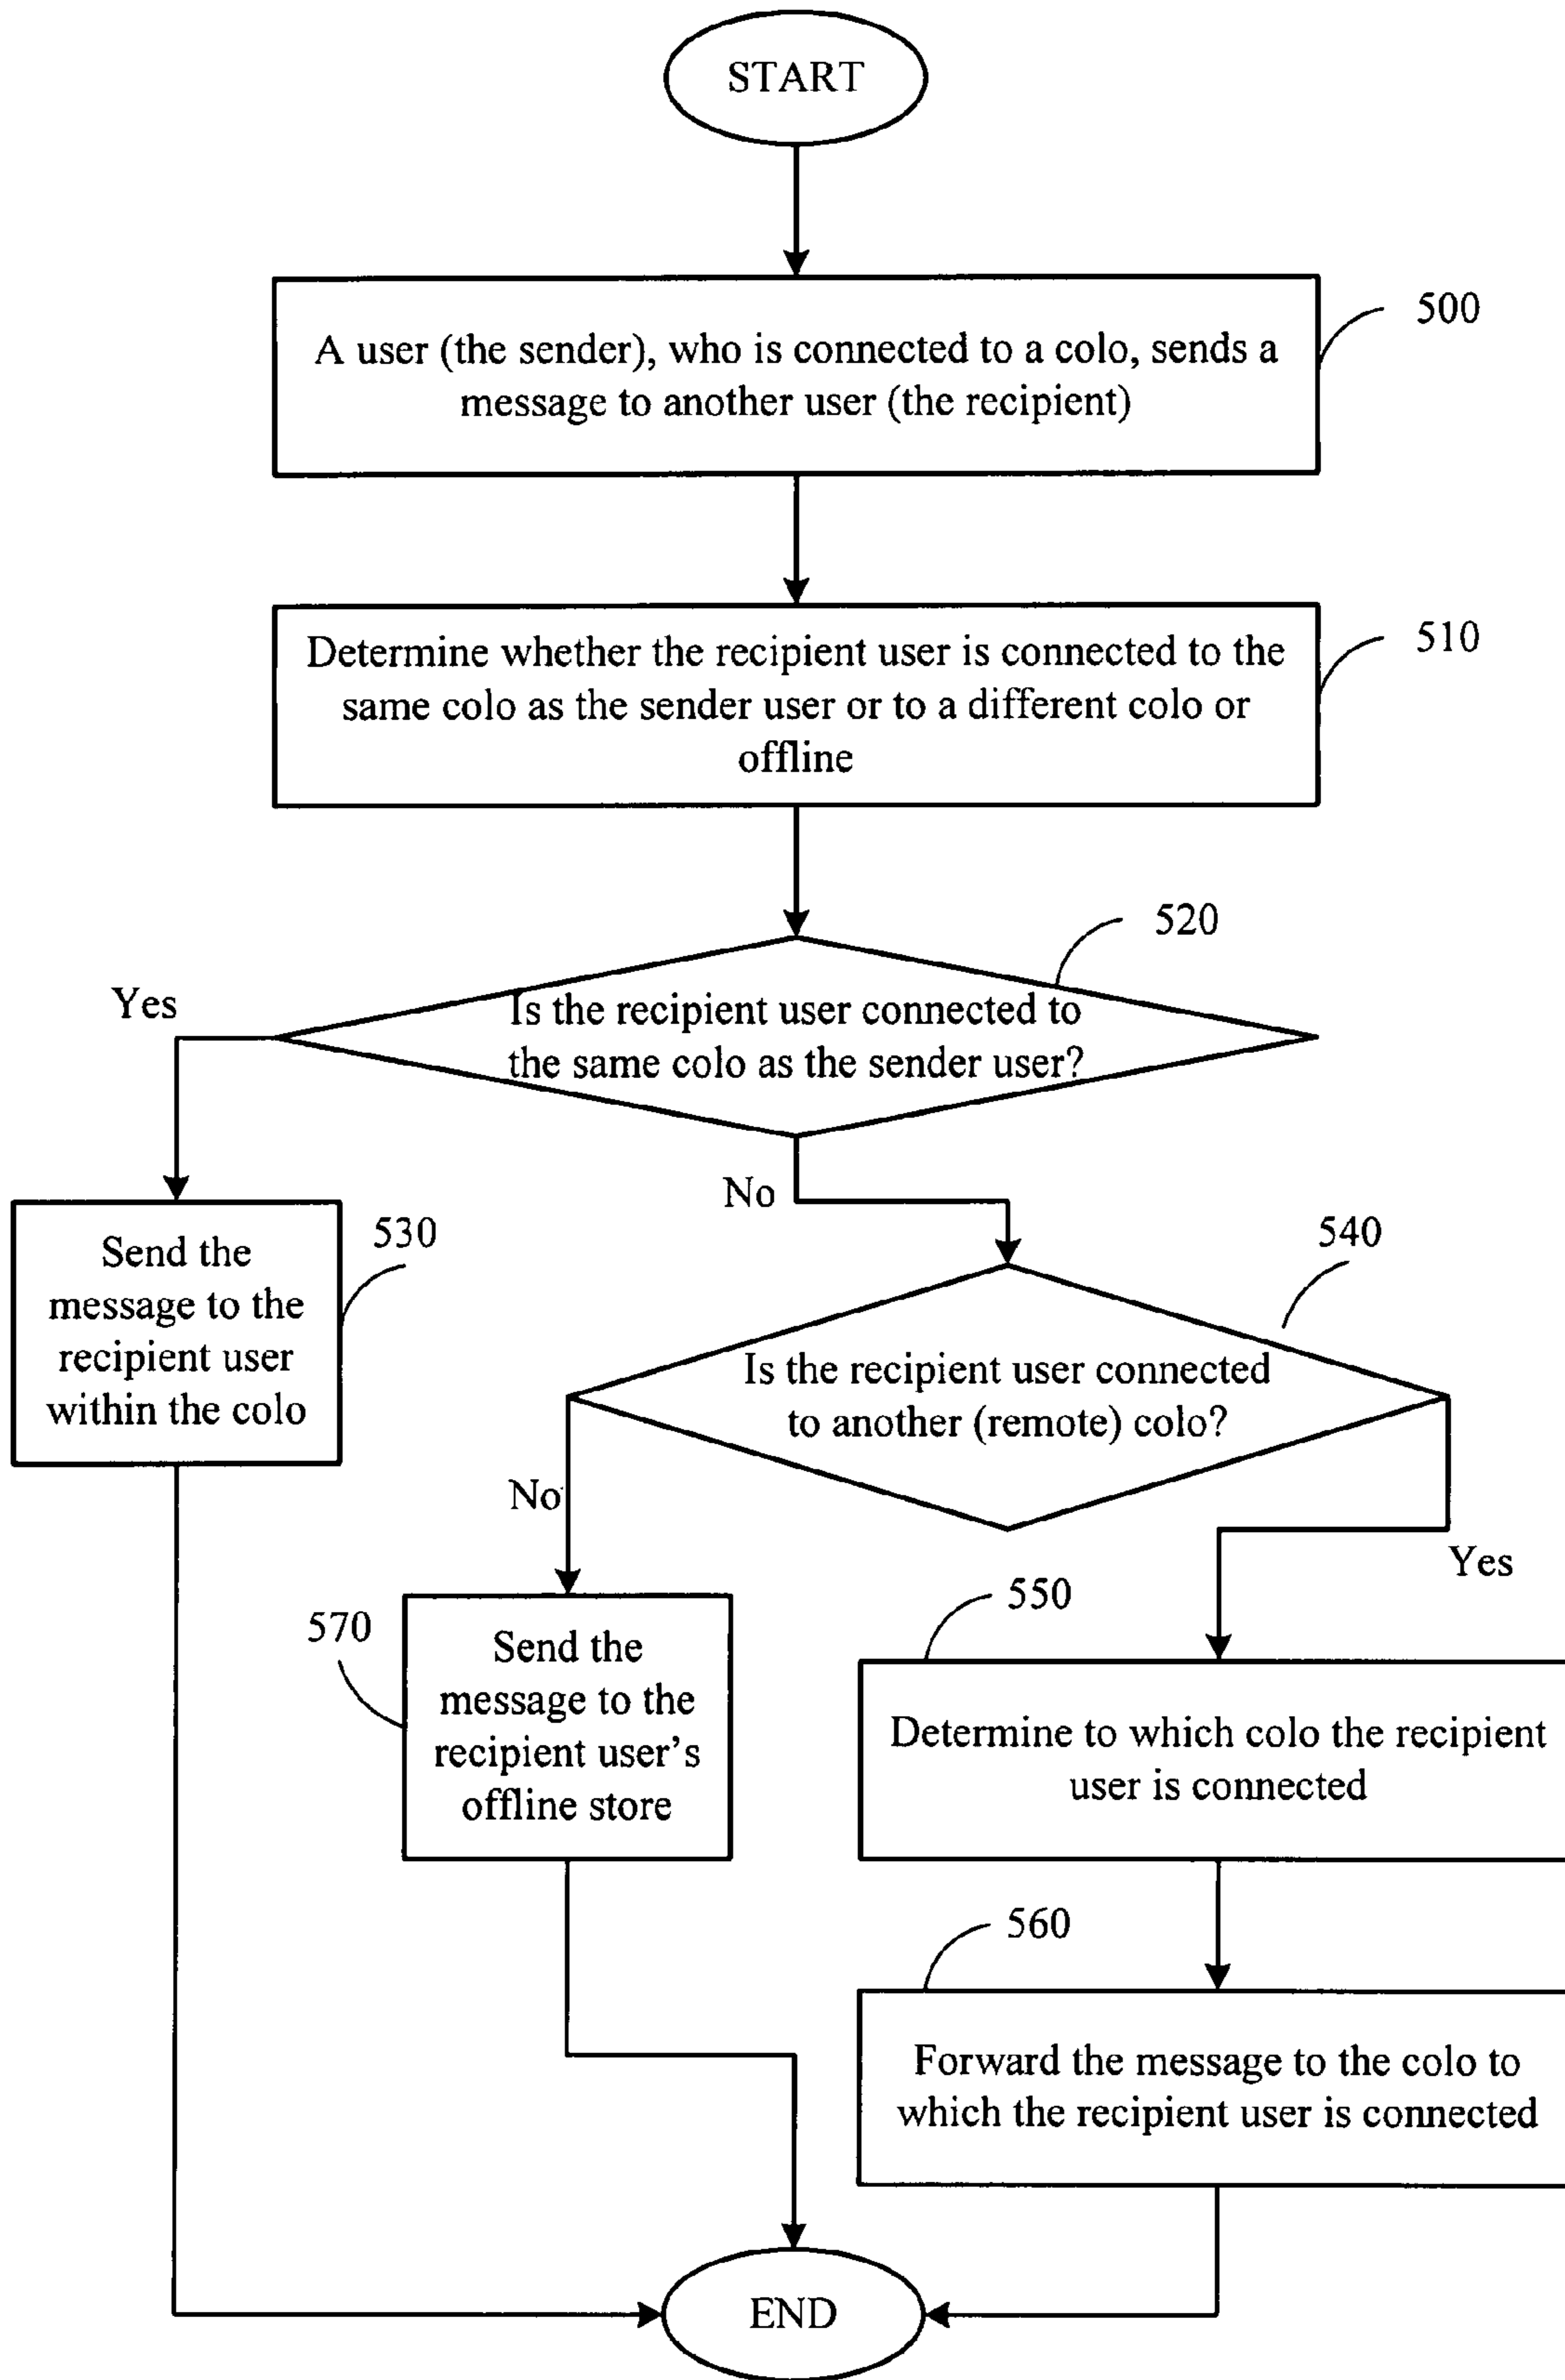 START
500
A user (the sender), who is connected to a colo, sends a
message to another user (the recipient)
510
Determine whether the recipient user is connected to the
same colo as the sender user or to a different colo or
offline
520
Is the recipient user connected to
the same colo as the sender user?
Yes
No
530
Send the
message to the
recipient user
within the colo
540
Is the recipient user connected
to another (remote) colo?
No
Yes
570
Send the
message to the
recipient user's
offline store
550
Determine to which colo the recipient
user is connected
560
Forward the message to the colo to
which the recipient user is connected
END